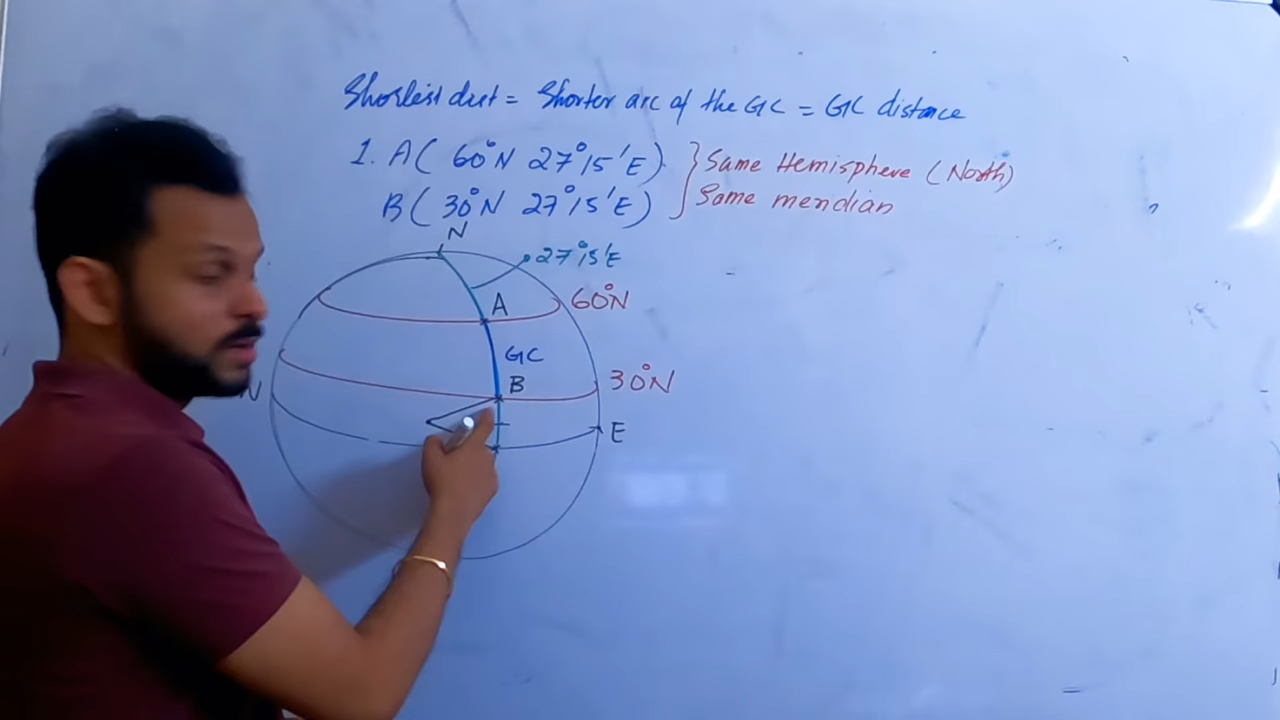 Shortest dist = Shorter arc of the GC = GC distance
1. A( 60°N 27°15'E) } Same Hemisphere (North)
B( 30°N 27°15'E) Same meridian
N
27°15'E
A 60°N
GC
B 30°N
E